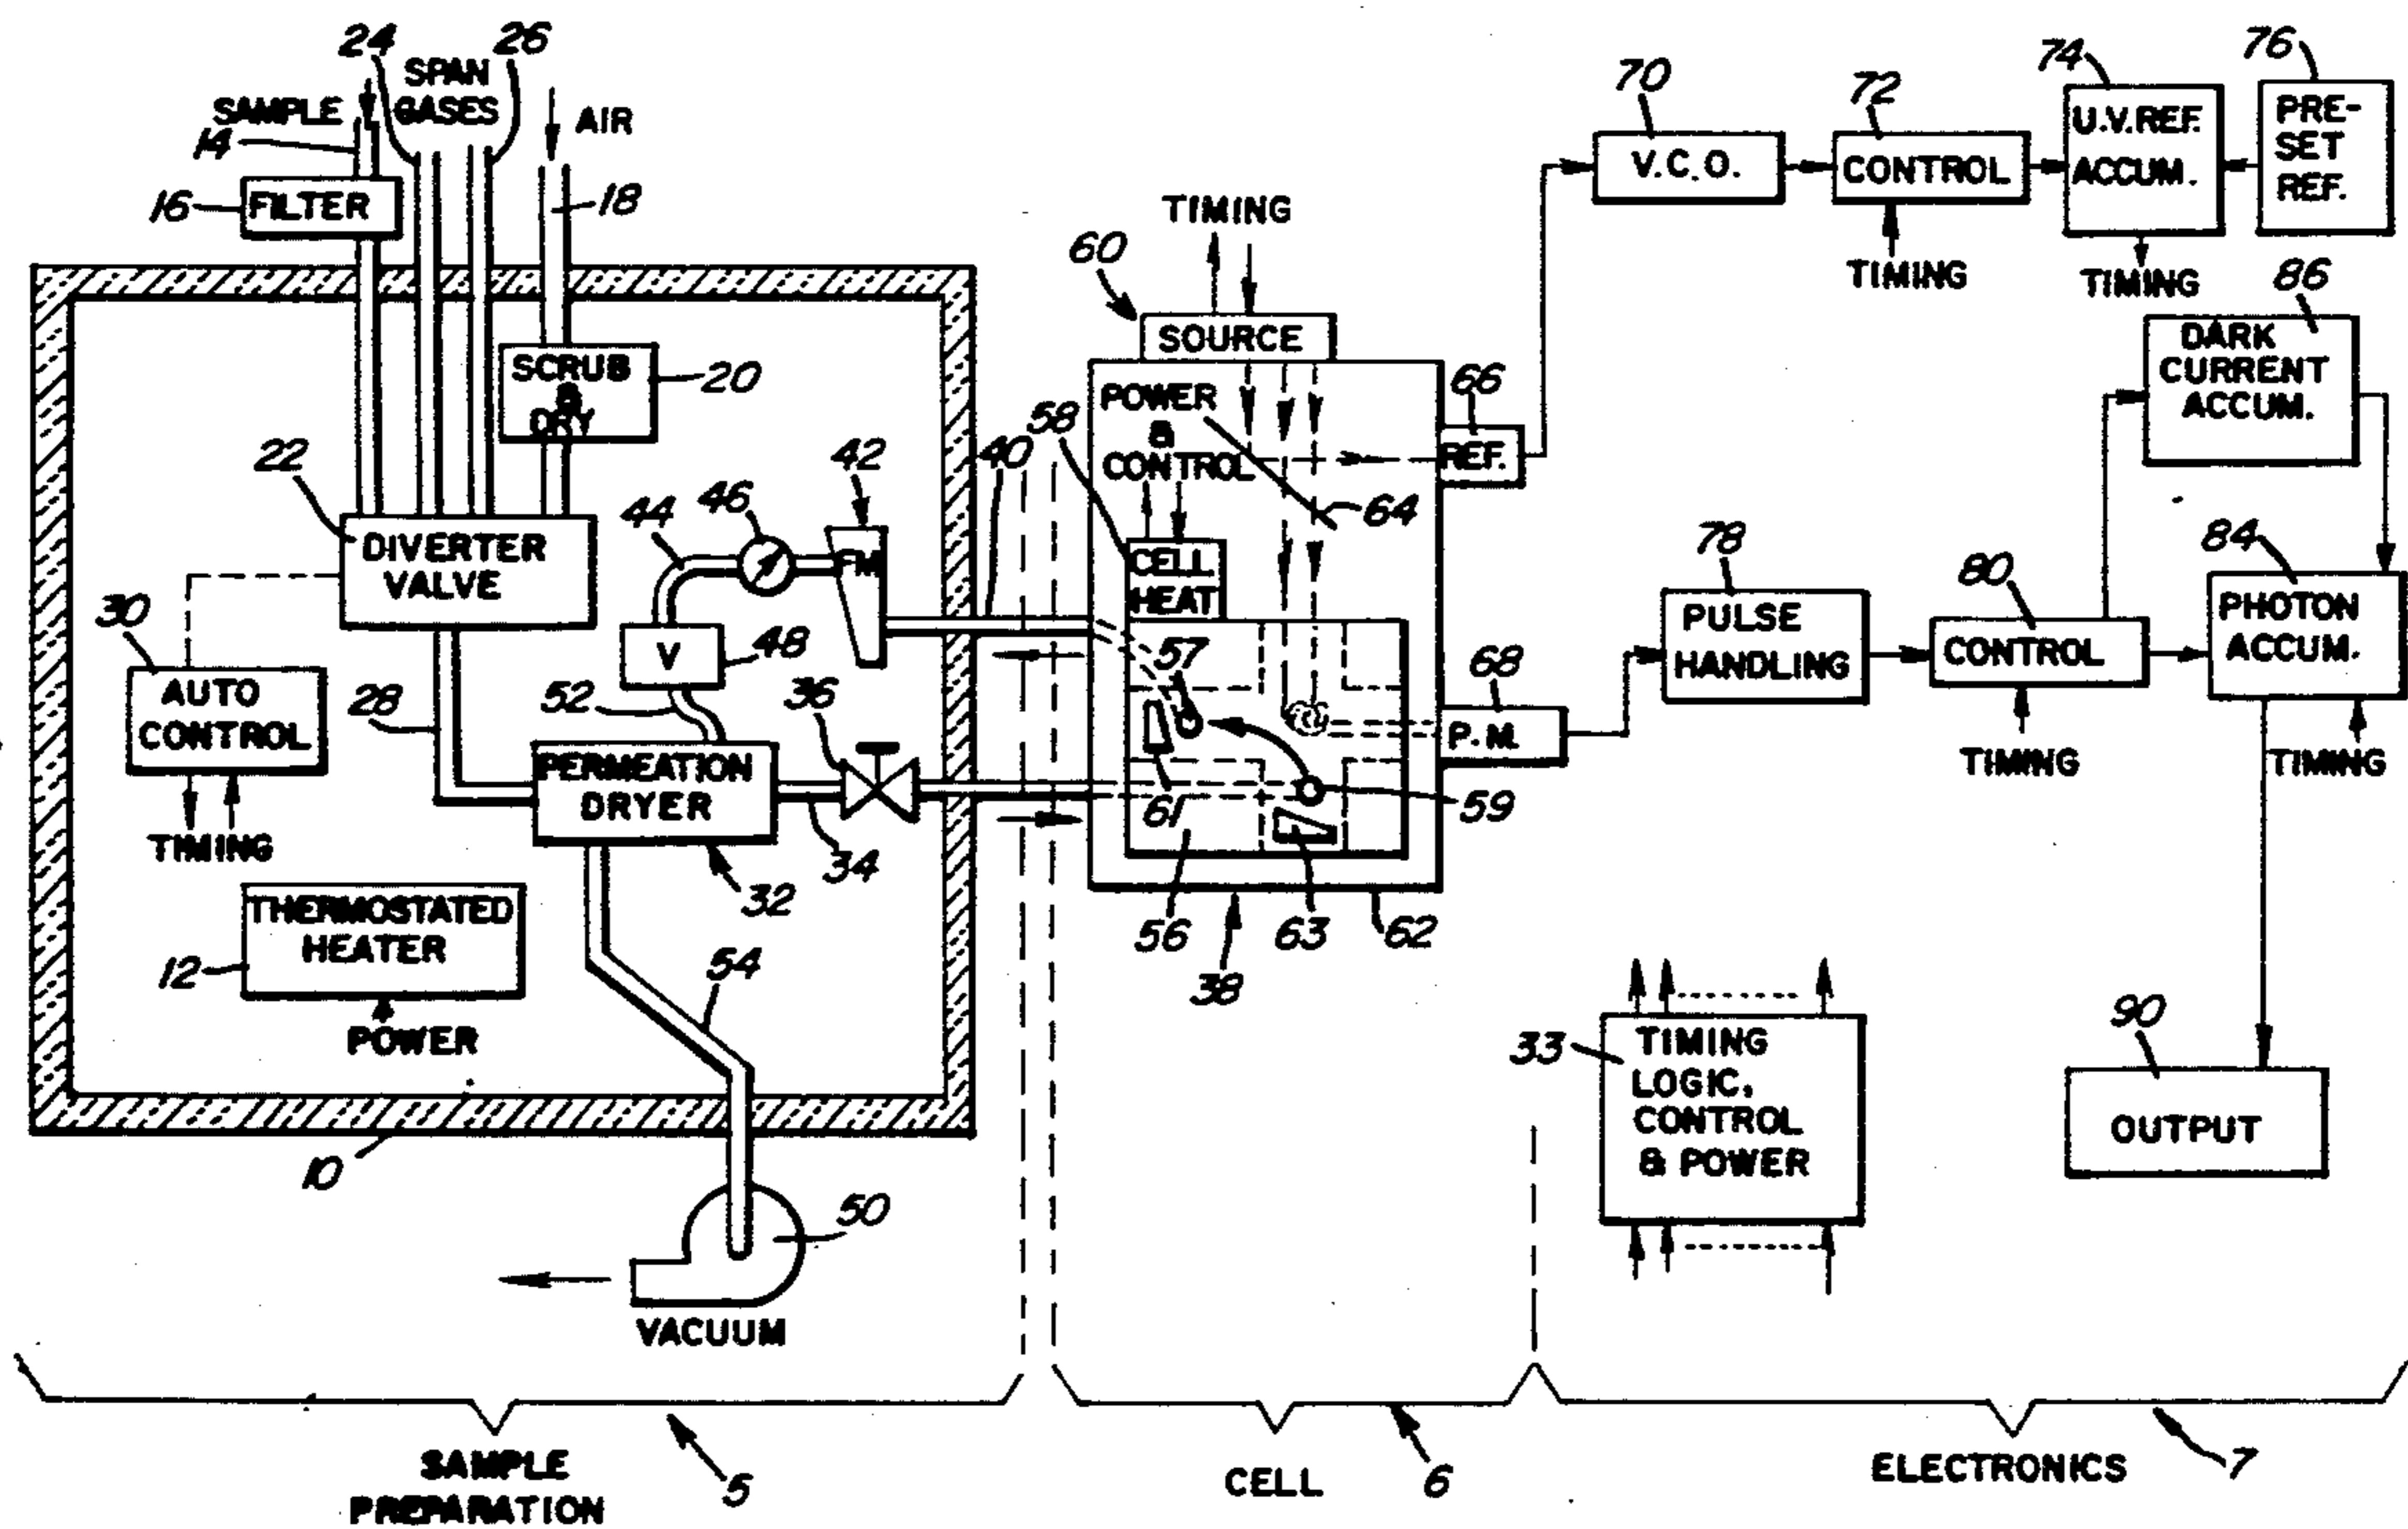 24
26
SPAN
GASES
SAMPLE
AIR
14
16
FILTER
18
SCRUB
&
DRY
20
22
DIVERTER
VALVE
30
AUTO
CONTROL
TIMING
28
44
46
42
FM
V
48
52
36
40
PERMEATION
DRYER
32
34
THERMOSTATED
HEATER
12
POWER
54
10
50
VACUUM
TIMING
60
SOURCE
POWER
&
CONTROL
58
CELL
HEAT
64
66
REF.
57
68
P.M.
61
59
56
63
62
38
70
V.C.O.
72
CONTROL
TIMING
74
U.V. REF.
ACCUM.
TIMING
76
PRE-
SET
REF.
86
DARK
CURRENT
ACCUM.
78
PULSE
HANDLING
80
CONTROL
TIMING
84
PHOTON
ACCUM.
TIMING
33
TIMING
LOGIC,
CONTROL
& POWER
90
OUTPUT
SAMPLE
PREPARATION
5
CELL
6
ELECTRONICS
7